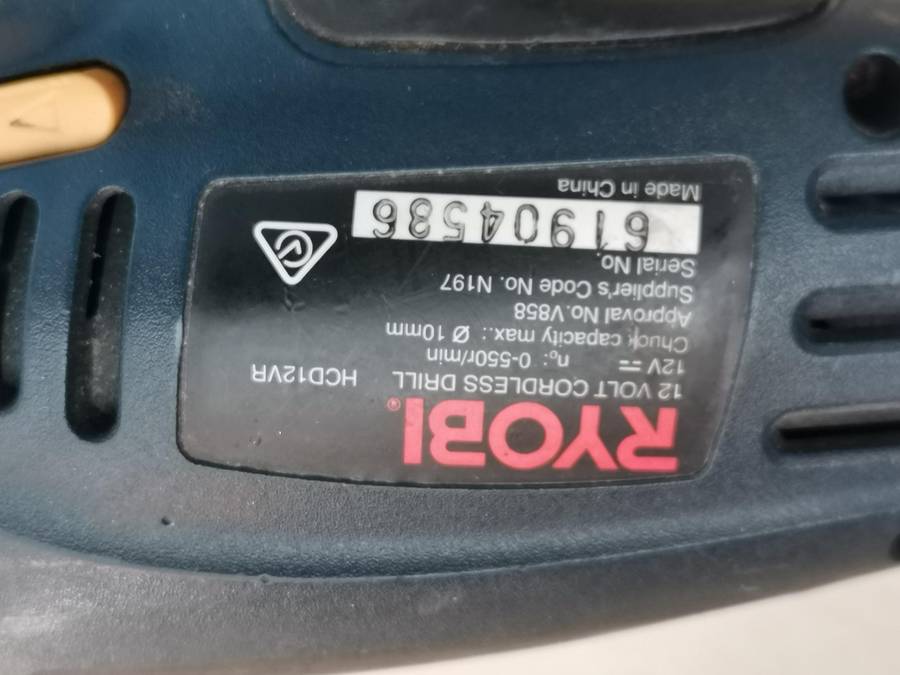 RYOBI®
12 VOLT CORDLESS DRILL HCD12VR
12V ⎓ n₀: 0-550r/min
Chuck capacity max.: Ø 10mm
Approval No.V858
Supplier's Code No. N197
Serial No.
Made in China